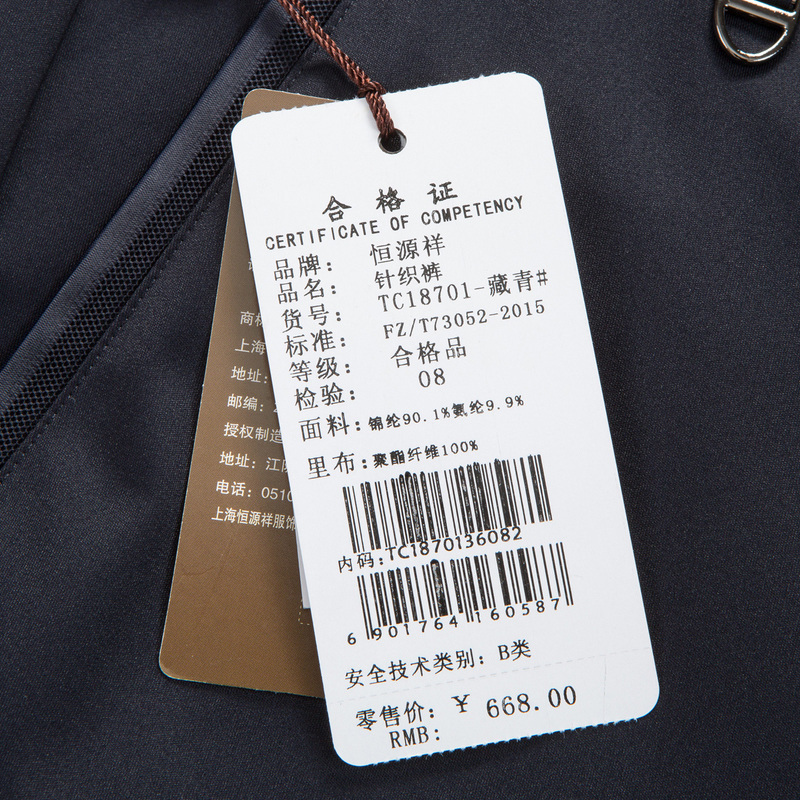 合格证
CERTIFICATE OF COMPETENCY
品牌: 恒源祥
品名: 针织裤
货号: TC18701-藏青#
标准: FZ/T73052-2015
等级: 合格品
检验: 08
面料: 锦纶90.1%氨纶9.9%
里布: 聚酯纤维100%
内码: TC1870136082
6 901764 160587
安全技术类别: B类
零售价: ¥ 668.00
RMB:
商标
上海
地址:
邮编:
授权制造
地址: 江阴
电话: 0510
上海恒源祥服饰